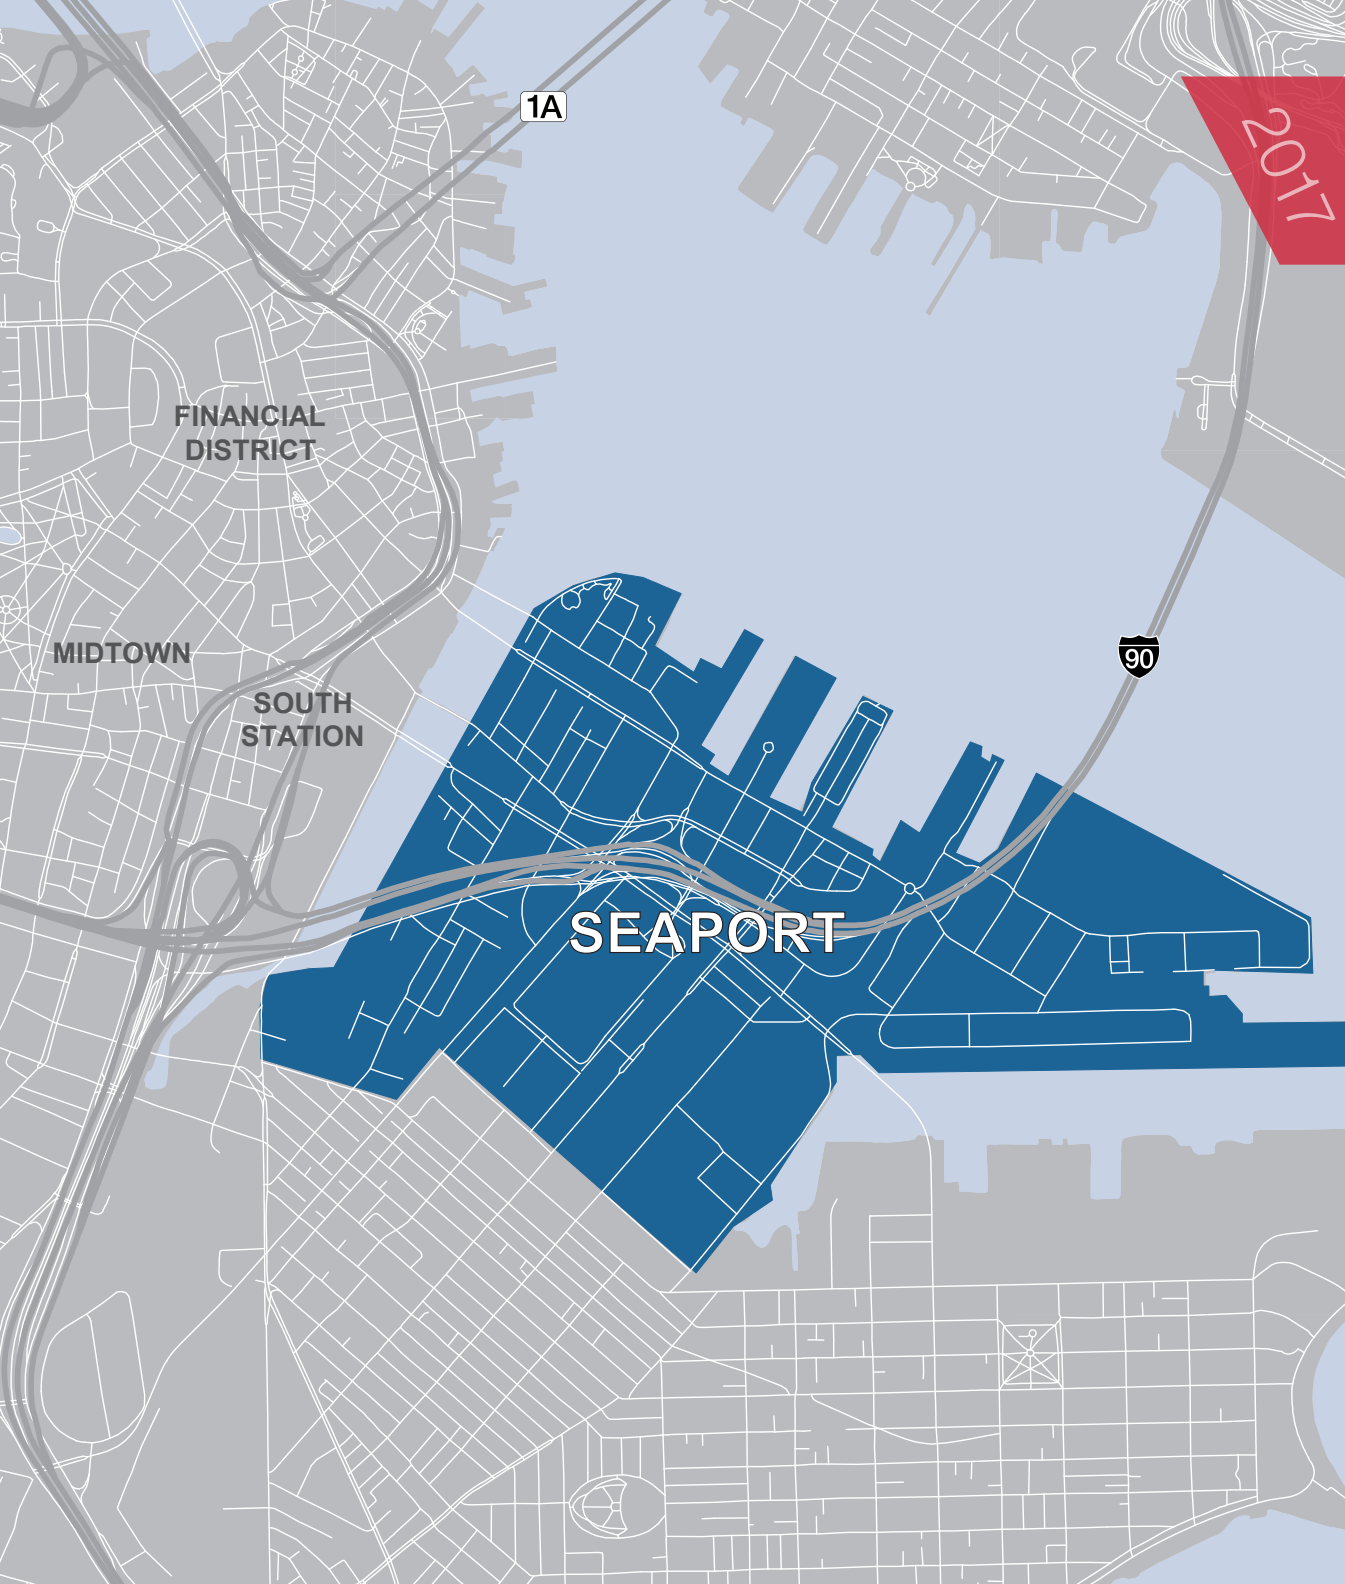 1A
2017
FINANCIAL
DISTRICT
MIDTOWN
90
SOUTH
STATION
SEAPORT